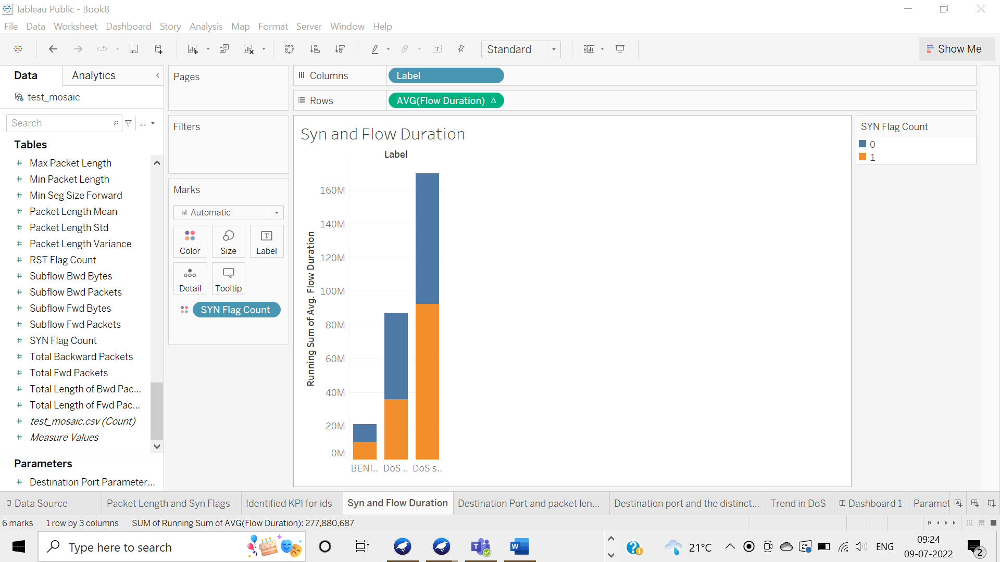 Tableau Public - Book8
File Data Worksheet Dashboard Story Analysis Map Format Server Window Help
Standard
Show Me
Data
Analytics
test_mosaic
Search
Tables
Max Packet Length
Min Packet Length
Min Seg Size Forward
Packet Length Mean
Packet Length Std
Packet Length Variance
RST Flag Count
Subflow Bwd Bytes
Subflow Bwd Packets
Subflow Fwd Bytes
Subflow Fwd Packets
SYN Flag Count
Total Backward Packets
Total Fwd Packets
Total Length of Bwd Pac...
Total Length of Fwd Pac...
test_mosaic.csv (Count)
Measure Values
Parameters
Destination Port Parameter...
Pages
Filters
Marks
Automatic
Color
Size
Label
Detail
Tooltip
SYN Flag Count
Columns
Label
Rows
AVG(Flow Duration)
Syn and Flow Duration
Label
Running Sum of Avg. Flow Duration
160M
140M
120M
100M
80M
60M
40M
20M
0M
BENI.. DoS .. DoS s..
SYN Flag Count
0
1
Data Source
Packet Length and Syn Flags
Identified KPI for ids
Syn and Flow Duration
Destination Port and packet len...
Destination port and the distinct...
Trend in DoS
Dashboard 1
Paramet
6 marks
1 row by 3 columns
SUM of Running Sum of AVG(Flow Duration): 277,880,687
Type here to search
21°C
ENG
09:24
09-07-2022
2